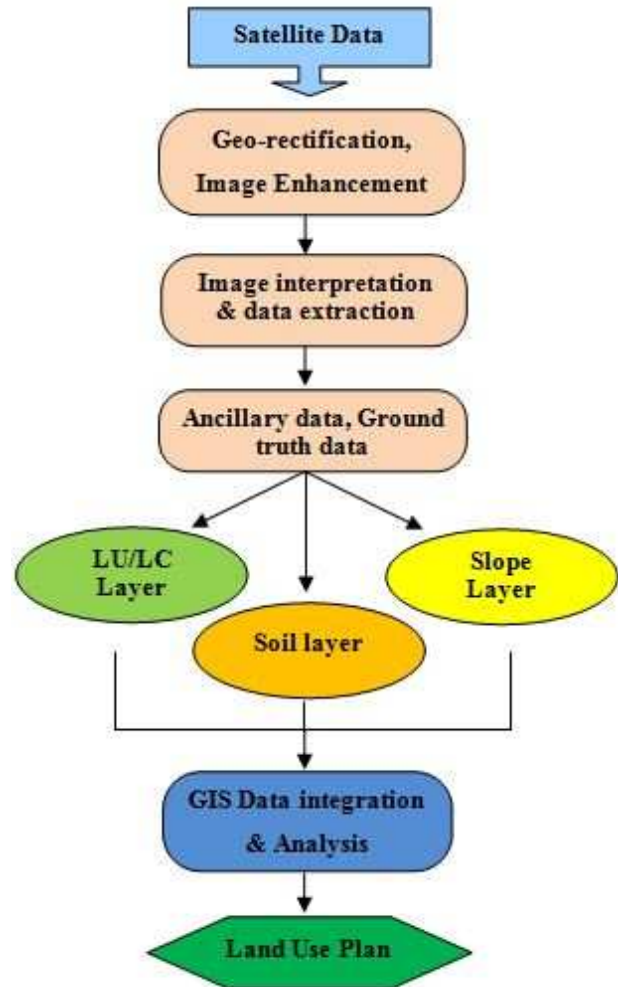 Satellite Data
Geo-rectification,
Image Enhancement
Image interpretation
& data extraction
Ancillary data, Ground
truth data
LU/LC
Layer
Slope
Layer
Soil layer
GIS Data integration
& Analysis
Land Use Plan